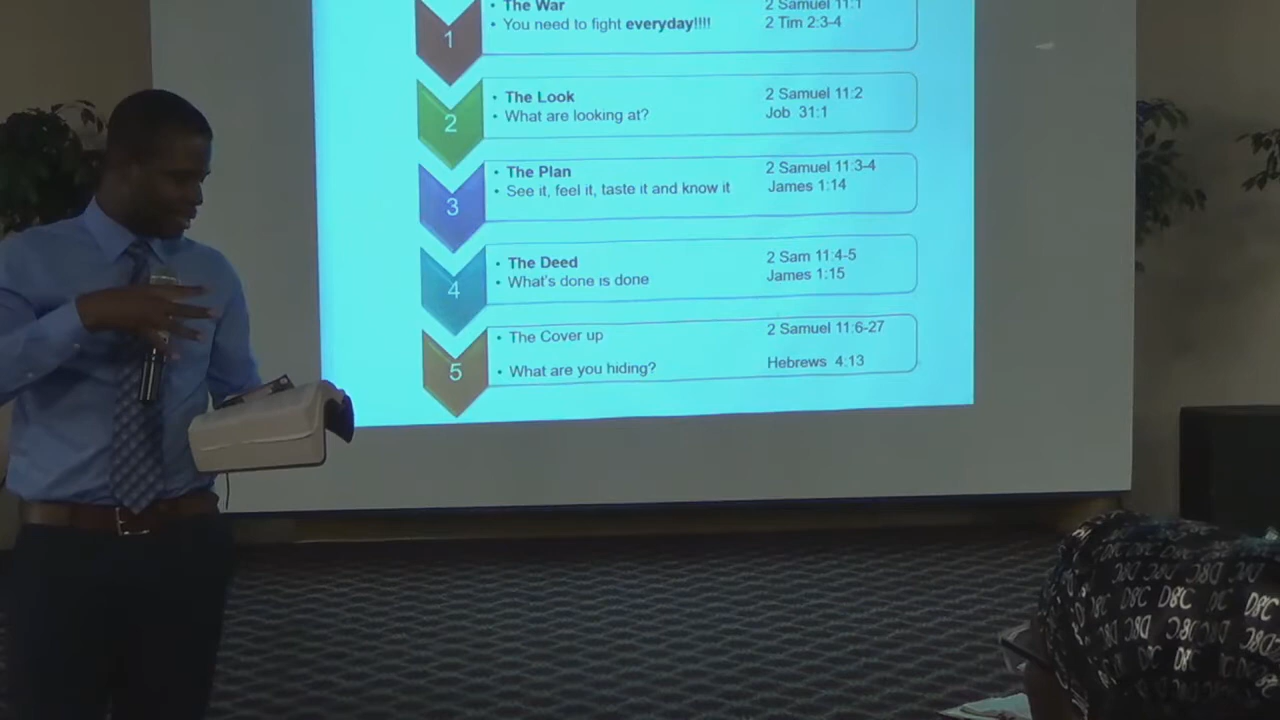 1
• The War 2 Samuel 11:1
• You need to fight everyday!!!! 2 Tim 2:3-4
2
• The Look 2 Samuel 11:2
• What are looking at? Job 31:1
3
• The Plan 2 Samuel 11:3-4
• See it, feel it, taste it and know it James 1:14
4
• The Deed 2 Sam 11:4-5
• What's done is done James 1:15
5
• The Cover up 2 Samuel 11:6-27
• What are you hiding? Hebrews 4:13
D&C D&C DC D&C